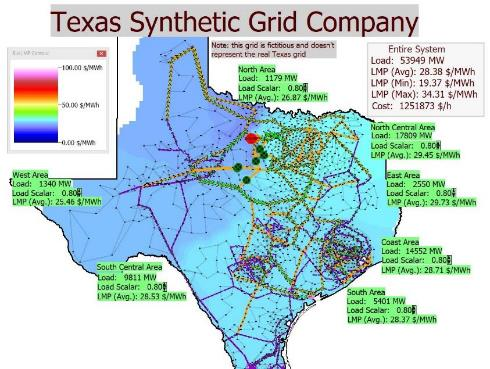 Texas Synthetic Grid Company
Note: this grid is fictitious and doesn't
represent the real Texas grid
Entire System
Load: 53949 MW
LMP (Avg): 28.38 $/MWh
LMP (Min): 19.37 $/MWh
LMP (Max): 34.31 $/MWh
Cost: 1251873 $/h
100.00 $/MWh
50.00 $/MWh
0.00 $/MWh
North Area
Load: 1179 MW
Load Scalar: 0.80
LMP (Avg.): 26.87 $/MWh
North Central Area
Load: 17809 MW
Load Scalar: 0.80
LMP (Avg.): 29.45 $/MWh
West Area
Load: 1340 MW
Load Scalar: 0.80
LMP (Avg.): 25.46 $/MWh
East Area
Load: 2550 MW
Load Scalar: 0.80
LMP (Avg.): 29.73 $/MWh
Coast Area
Load: 14552 MW
Load Scalar: 0.80
LMP (Avg.): 28.71 $/MWh
South Central Area
Load: 9811 MW
Load Scalar: 0.80
LMP (Avg.): 28.53 $/MWh
South Area
Load: 5401 MW
Load Scalar: 0.80
LMP (Avg.): 28.37 $/MWh